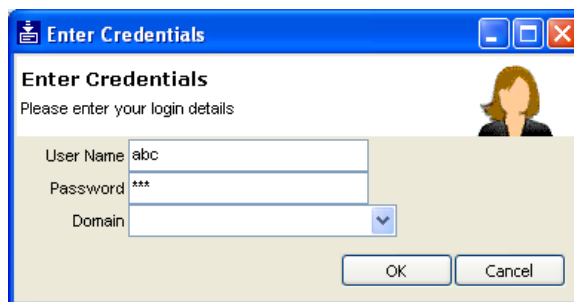 Enter Credentials
Enter Credentials
Please enter your login details
User Name abc
Password ***
Domain
OK Cancel